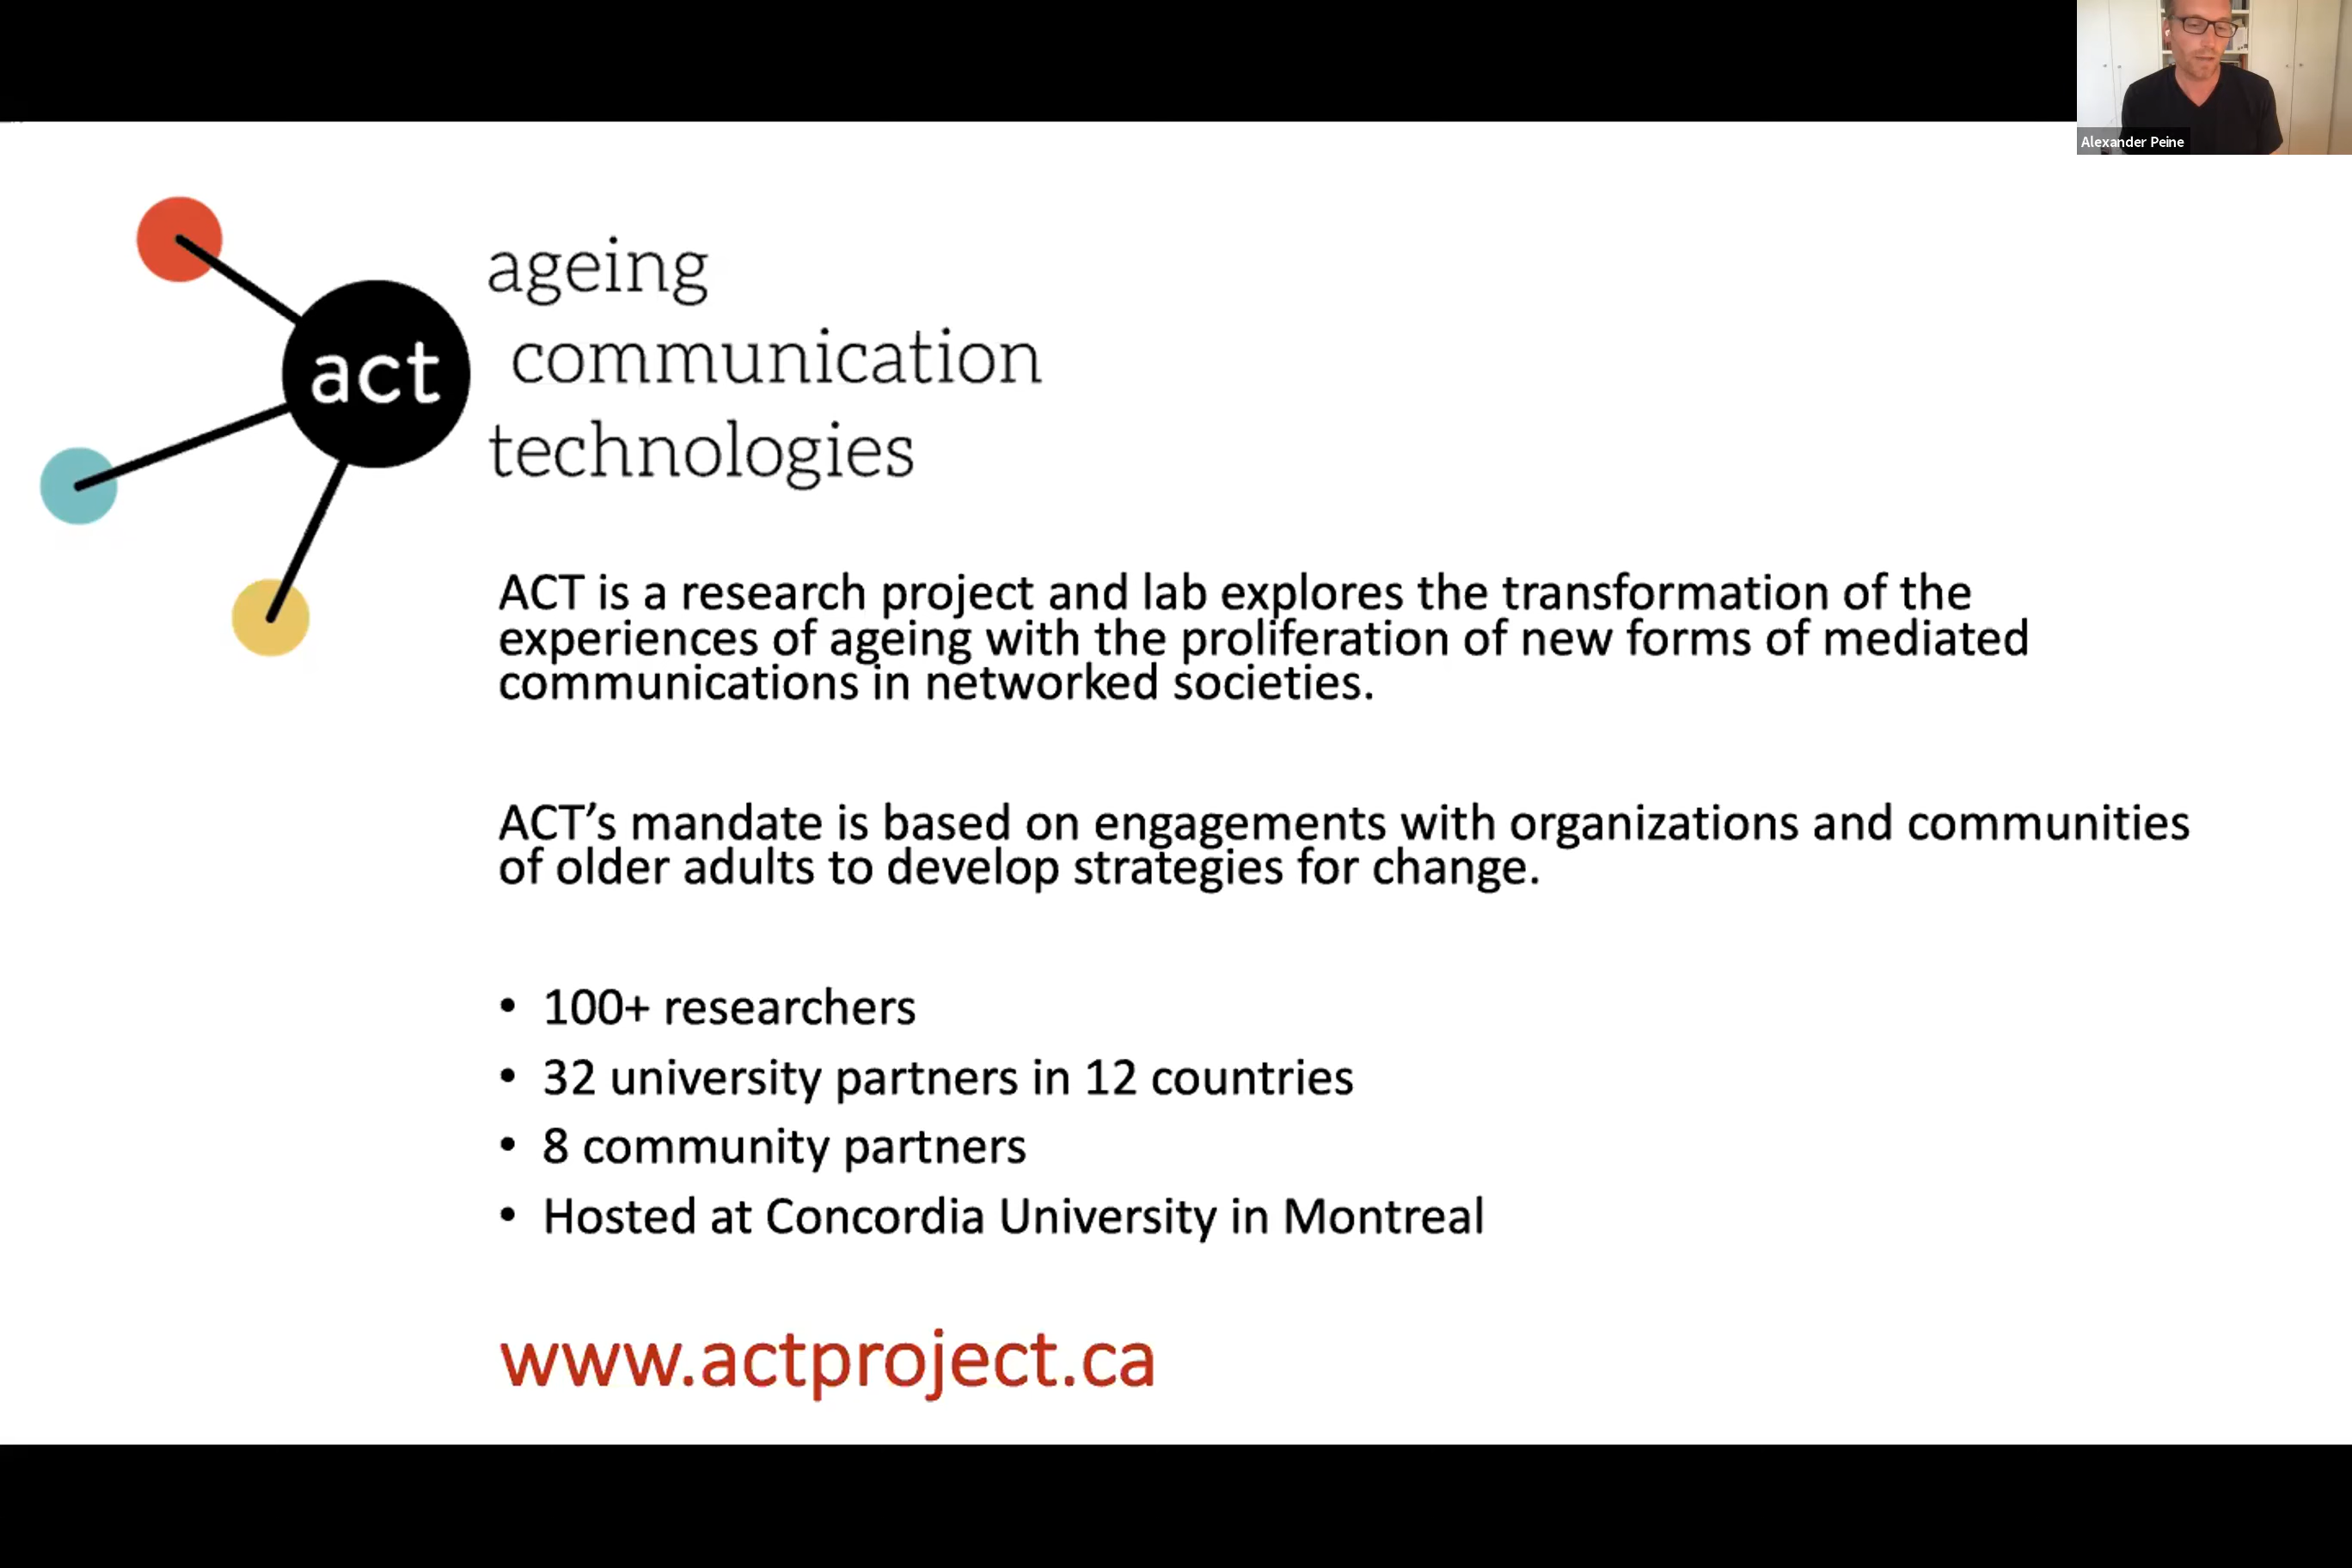 Alexander Peine
act
ageing
communication
technologies
ACT is a research project and lab explores the transformation of the
experiences of ageing with the proliferation of new forms of mediated
communications in networked societies.
ACT’s mandate is based on engagements with organizations and communities
of older adults to develop strategies for change.
• 100+ researchers
• 32 university partners in 12 countries
• 8 community partners
• Hosted at Concordia University in Montreal
www.actproject.ca